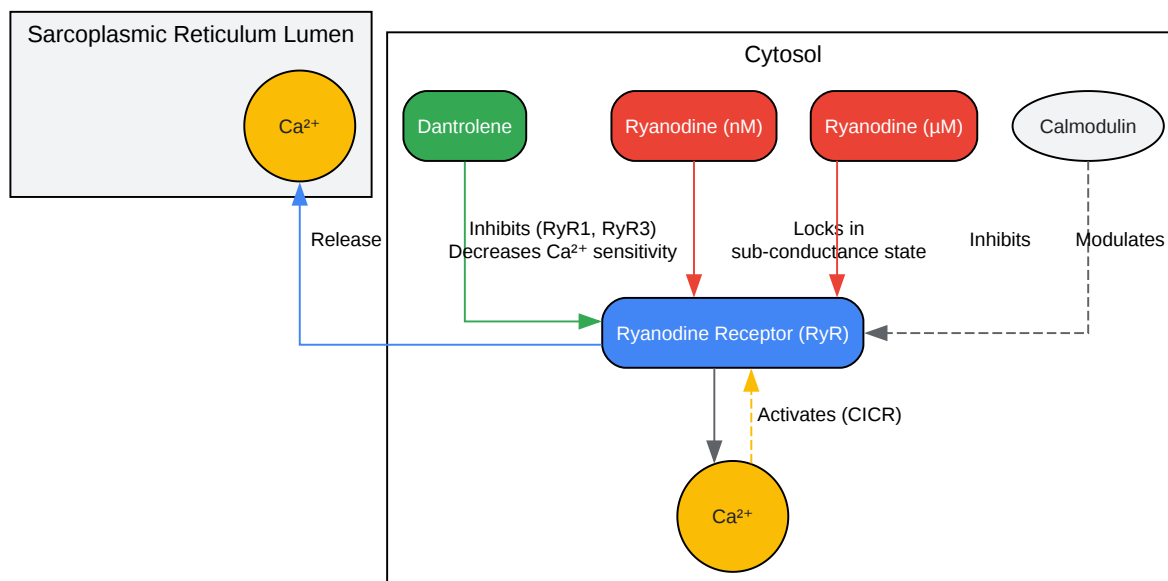 Sarcoplasmic Reticulum Lumen
Cytosol
Ca²⁺
Dantrolene
Ryanodine (nM)
Ryanodine (µM)
Calmodulin
Release
Inhibits (RyR1, RyR3)
Decreases Ca²⁺ sensitivity
Locks in
sub-conductance state
Inhibits
Modulates
Ryanodine Receptor (RyR)
Activates (CICR)
Ca²⁺